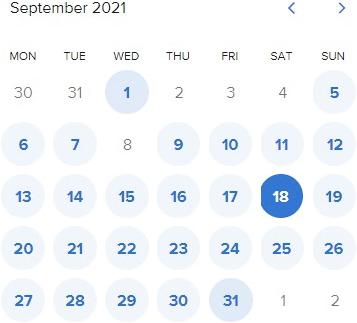 September 2021
MON TUE WED THU FRI SAT SUN
30 31 1 2 3 4 5
6 7 8 9 10 11 12
13 14 15 16 17 18 19
20 21 22 23 24 25 26
27 28 29 30 31 1 2